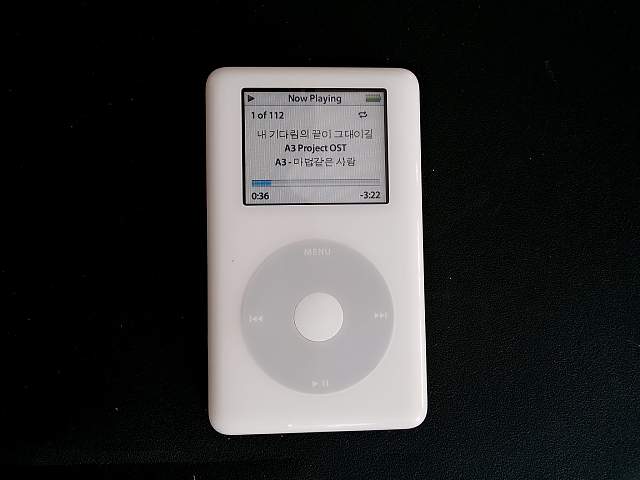 Now Playing
1 of 112
내 기다림의 끝이 그대이길
A3 Project OST
A3 - 마법같은 사람
0:36 -3:22
MENU